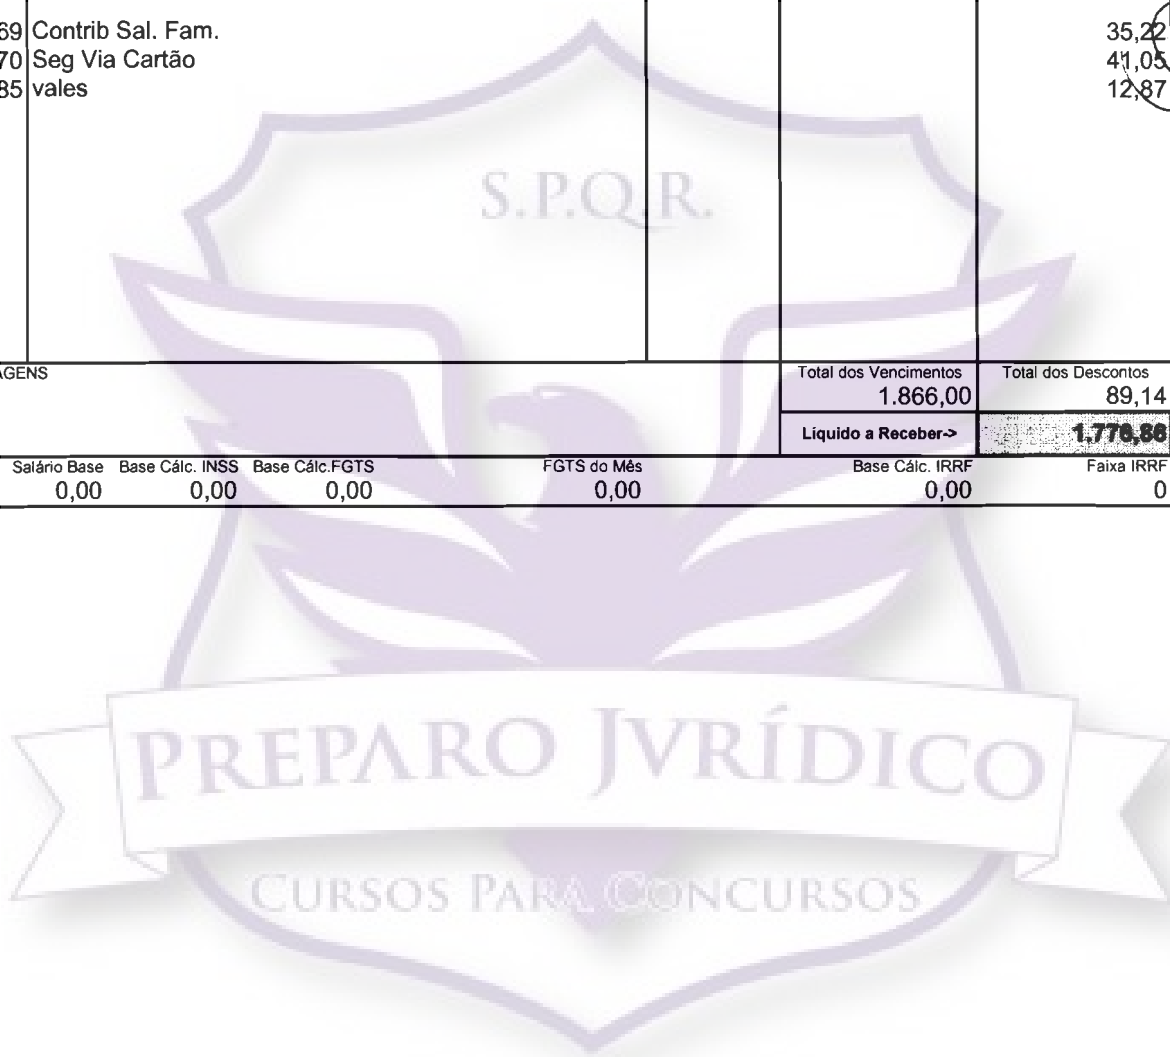 69 Contrib Sal. Fam. 35,22
70 Seg Via Cartão 41,05
85 vales 12,87
S.P.Q.R.
AGENS Total dos Vencimentos Total dos Descontos
1.866,00 89,14
Líquido a Receber-> 1.776,86
Salário Base Base Cálc. INSS Base Cálc.FGTS FGTS do Mês Base Cálc. IRRF Faixa IRRF
0,00 0,00 0,00 0,00 0,00 0
PREPARO JVRÍDICO
CURSOS PARA CONCURSOS